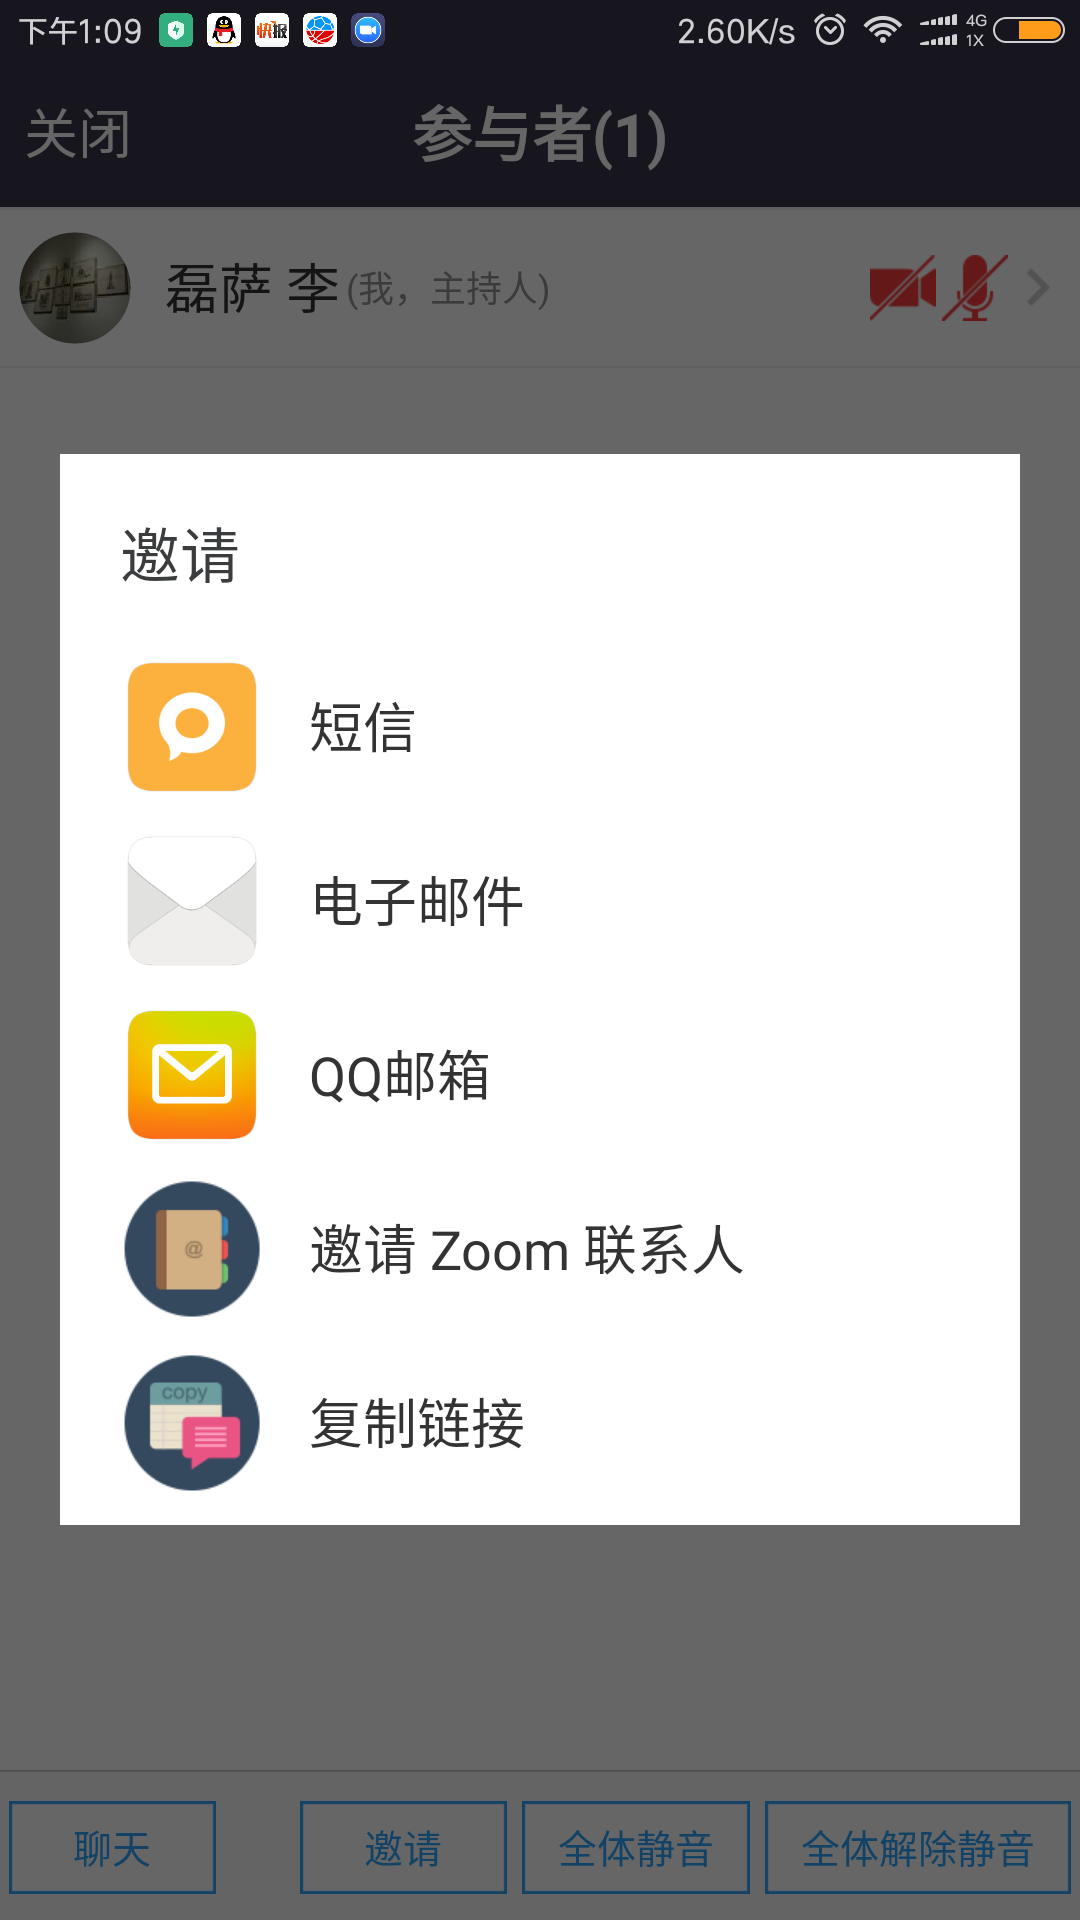 下午1:09 快报 2.60K/s 4G 1X
关闭 参与者(1)
磊萨 李 (我，主持人)
邀请
短信
电子邮件
QQ邮箱
@ 邀请 Zoom 联系人
copy 复制链接
聊天 邀请 全体静音 全体解除静音